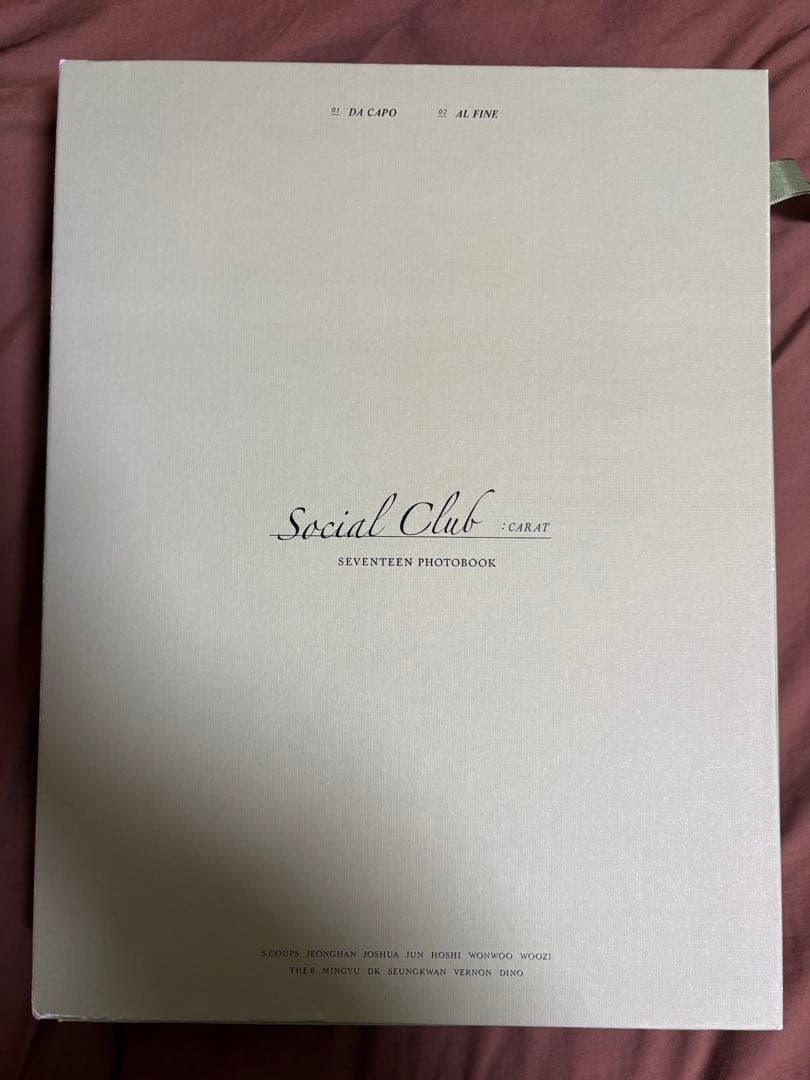 01 DA CAPO 02 AL FINE
Social Club : CARAT
SEVENTEEN PHOTOBOOK
S.COUPS JEONGHAN JOSHUA JUN HOSHI WONWOO WOOZI
THE 8 MINGYU DK SEUNGKWAN VERNON DINO